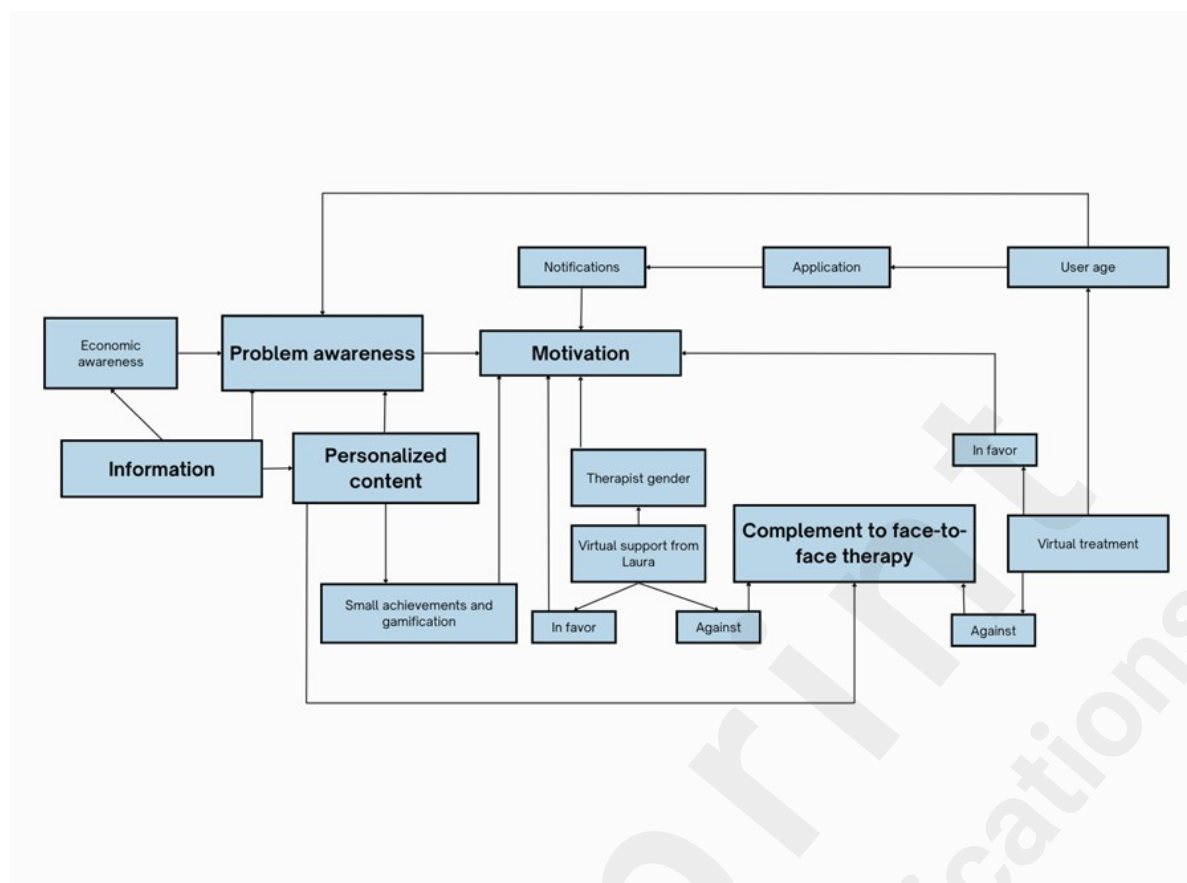 Notifications
Application
User age
Economic
awareness
Problem awareness
Motivation
Information
Personalized
content
Therapist gender
In favor
Virtual support from
Laura
Complement to face-to-
face therapy
Virtual treatment
Small achievements and
gamification
In favor
Against
Against